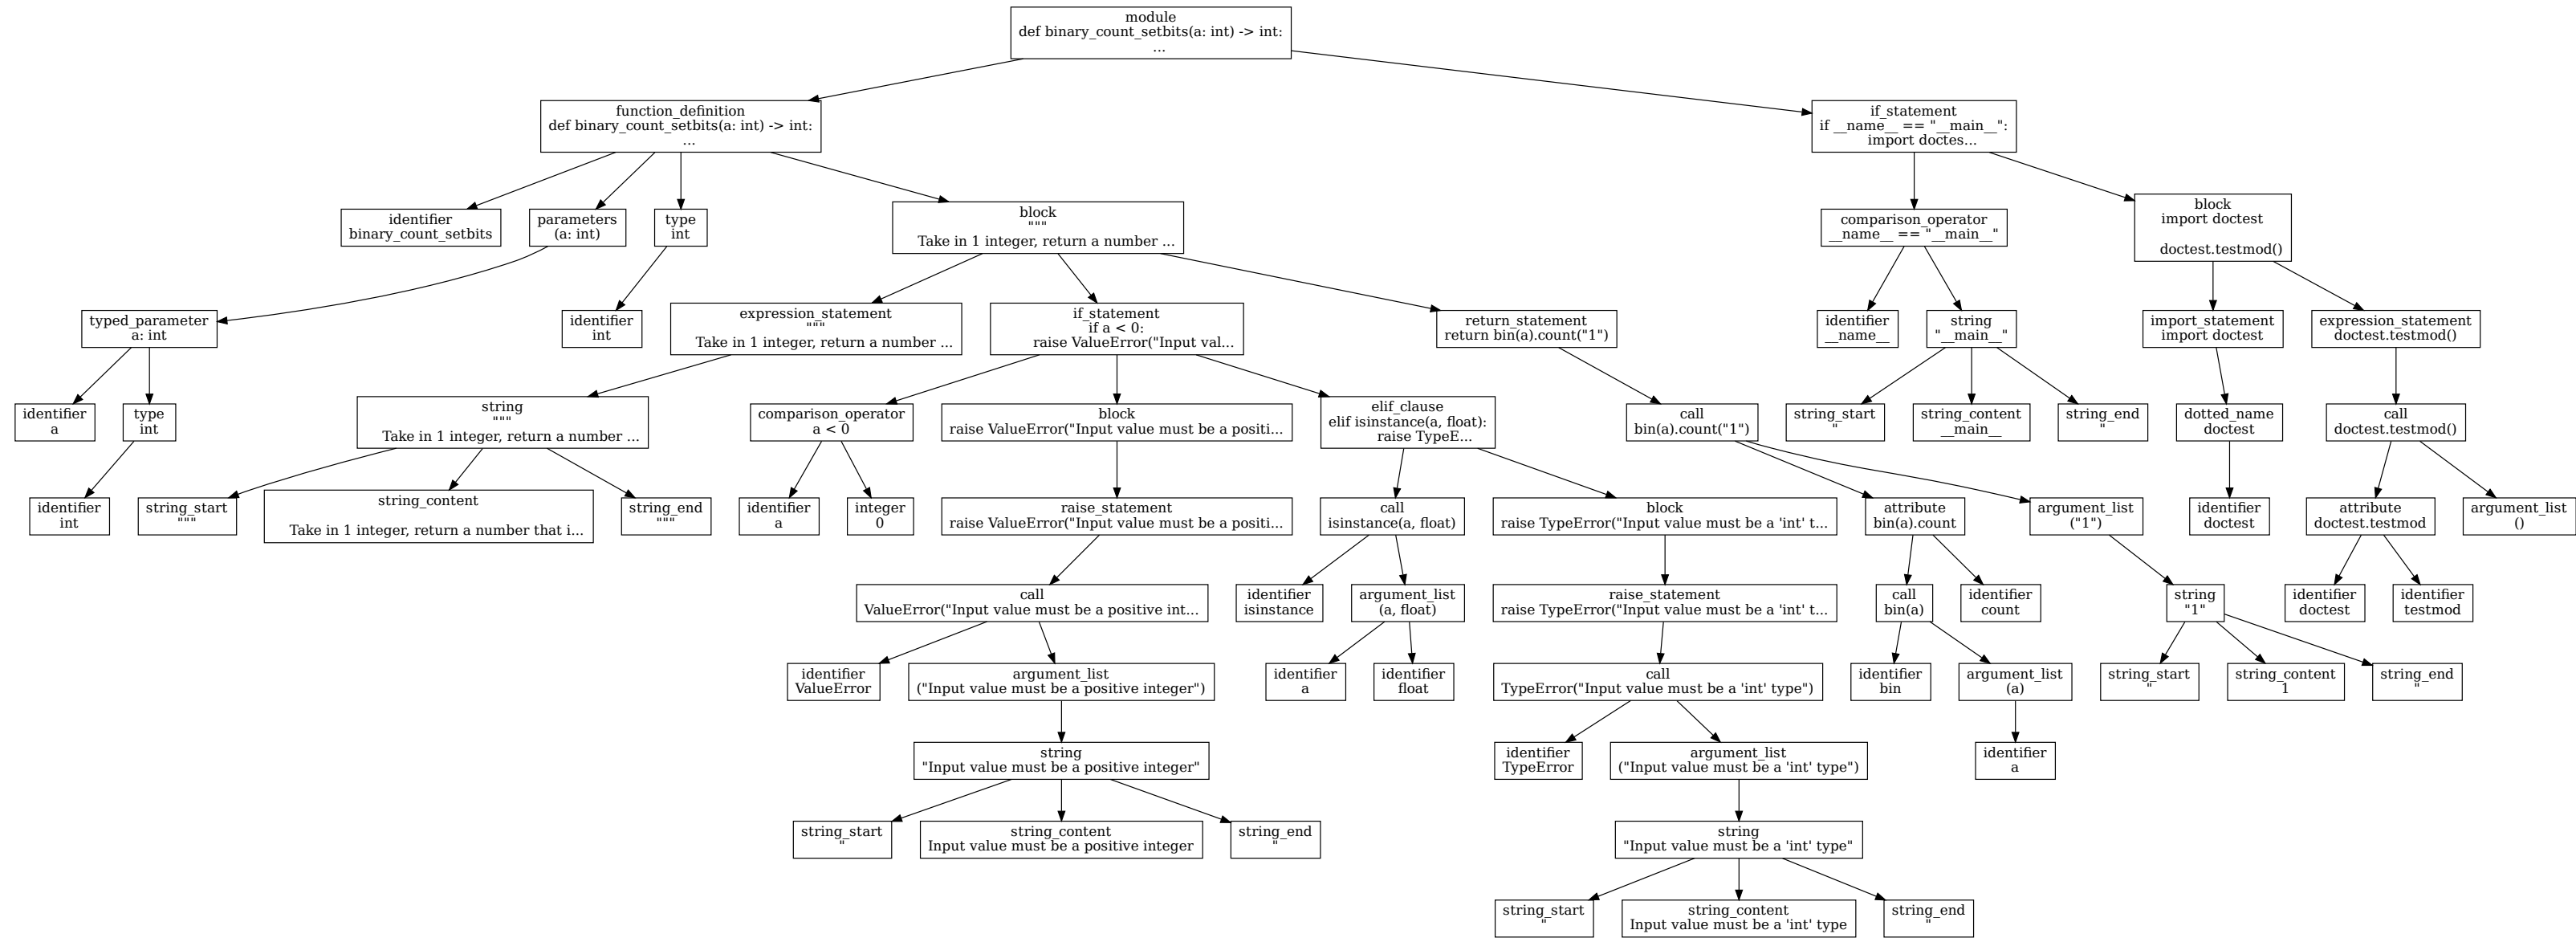 module
def binary_count_setbits(a: int) -> int:
...
function_definition
def binary_count_setbits(a: int) -> int:
...
if_statement
if __name__ == "__main__":
import doctes...
identifier
binary_count_setbits
parameters
(a: int)
type
int
block
"""
Take in 1 integer, return a number ...
comparison_operator
__name__ == "__main__"
block
import doctest
doctest.testmod()
typed_parameter
a: int
identifier
int
expression_statement
"""
Take in 1 integer, return a number ...
if_statement
if a < 0:
raise ValueError("Input val...
return_statement
return bin(a).count("1")
identifier
__name__
string
"__main__"
import_statement
import doctest
expression_statement
doctest.testmod()
identifier
a
type
int
string
"""
Take in 1 integer, return a number ...
comparison_operator
a < 0
block
raise ValueError("Input value must be a positi...
elif_clause
elif isinstance(a, float):
raise TypeE...
call
bin(a).count("1")
string_start
"
string_content
__main__
string_end
"
dotted_name
doctest
call
doctest.testmod()
identifier
int
string_start
"""
string_content
Take in 1 integer, return a number that i...
string_end
"""
identifier
a
integer
0
raise_statement
raise ValueError("Input value must be a positi...
call
isinstance(a, float)
block
raise TypeError("Input value must be a 'int' t...
attribute
bin(a).count
argument_list
("1")
identifier
doctest
attribute
doctest.testmod
argument_list
()
call
ValueError("Input value must be a positive int...
identifier
isinstance
argument_list
(a, float)
raise_statement
raise TypeError("Input value must be a 'int' t...
call
bin(a)
identifier
count
string
"1"
identifier
doctest
identifier
testmod
identifier
ValueError
argument_list
("Input value must be a positive integer")
identifier
a
identifier
float
call
TypeError("Input value must be a 'int' type")
identifier
bin
argument_list
(a)
string_start
"
string_content
1
string_end
"
string
"Input value must be a positive integer"
identifier
TypeError
argument_list
("Input value must be a 'int' type")
identifier
a
string_start
"
string_content
Input value must be a positive integer
string_end
"
string
"Input value must be a 'int' type"
string_start
"
string_content
Input value must be a 'int' type
string_end
"